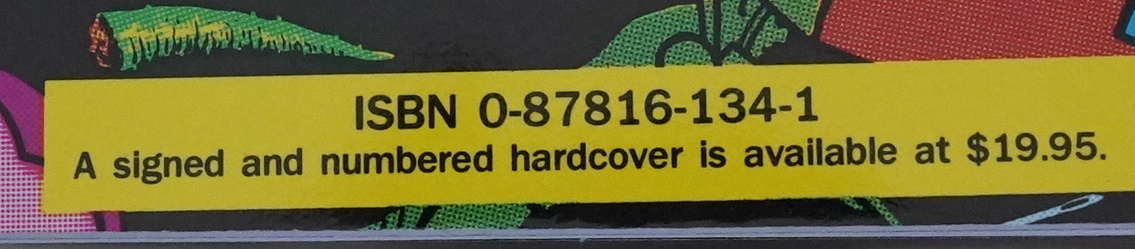 ISBN 0-87816-134-1
A signed and numbered hardcover is available at $19.95.